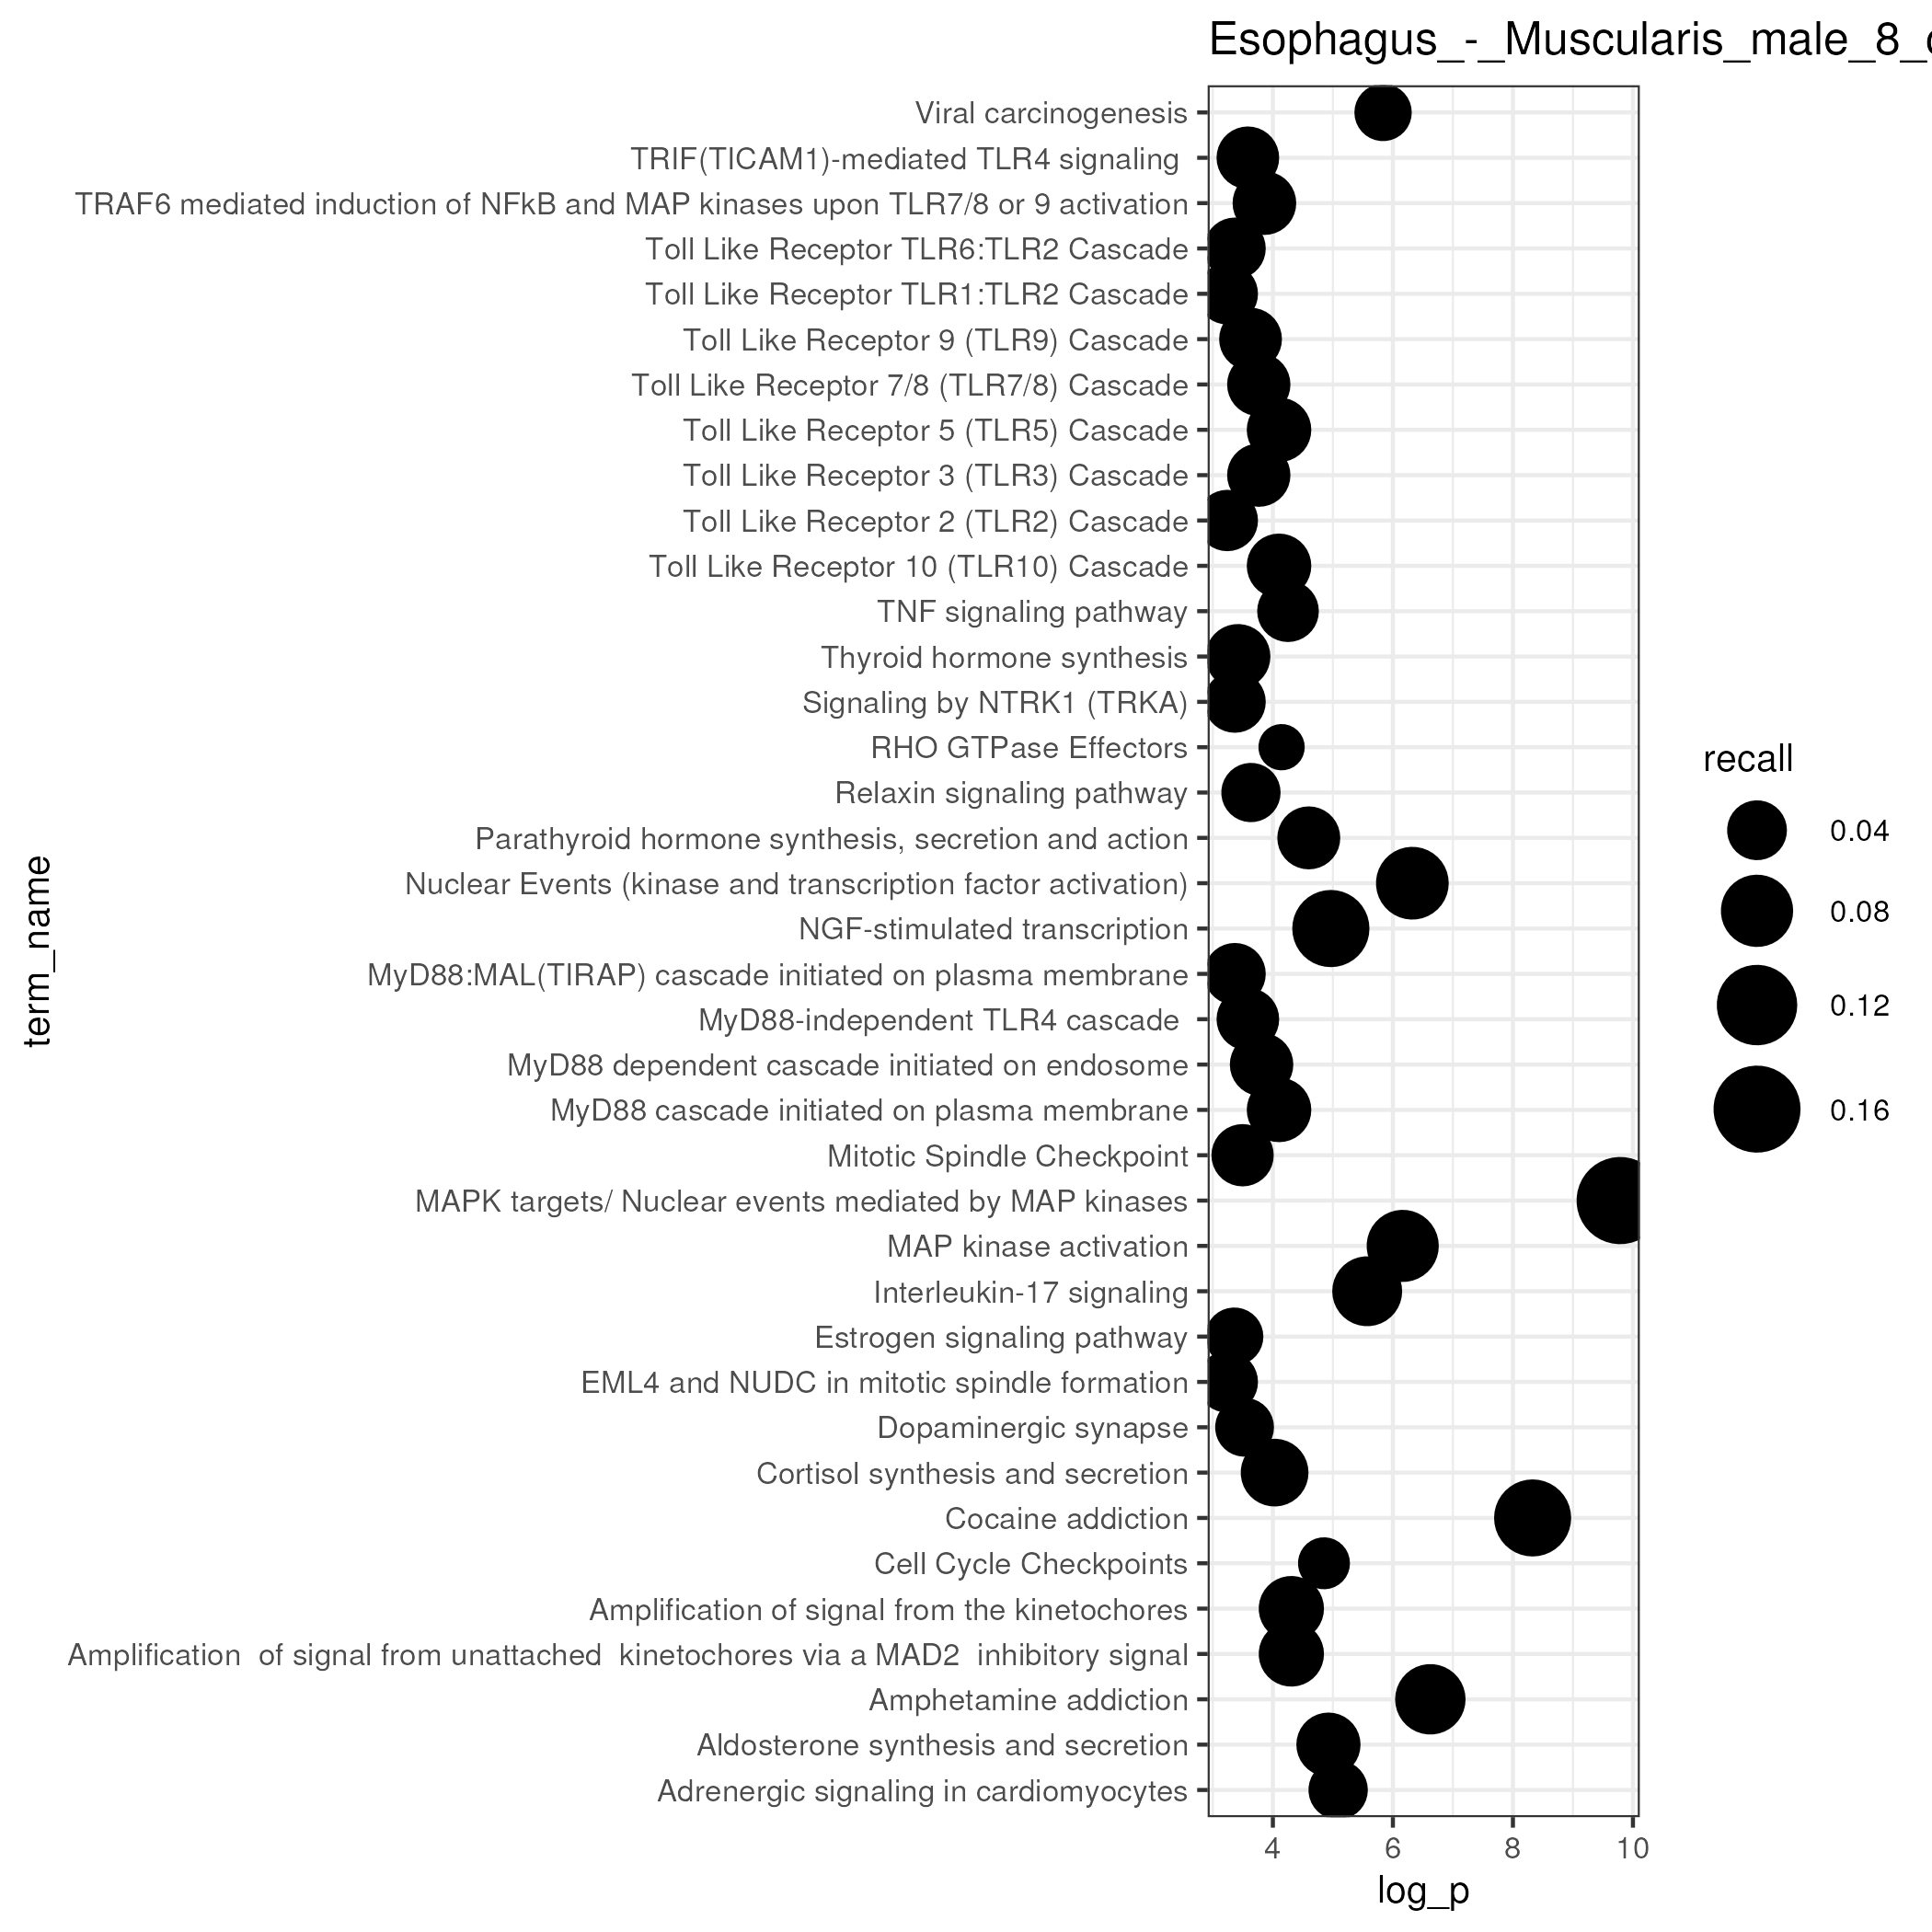 Esophagus_-_Muscularis_male_8_
Viral carcinogenesis
TRIF(TICAM1)-mediated TLR4 signaling
TRAF6 mediated induction of NFkB and MAP kinases upon TLR7/8 or 9 activation
Toll Like Receptor TLR6:TLR2 Cascade
Toll Like Receptor TLR1:TLR2 Cascade
Toll Like Receptor 9 (TLR9) Cascade
Toll Like Receptor 7/8 (TLR7/8) Cascade
Toll Like Receptor 5 (TLR5) Cascade
Toll Like Receptor 3 (TLR3) Cascade
Toll Like Receptor 2 (TLR2) Cascade
Toll Like Receptor 10 (TLR10) Cascade
TNF signaling pathway
Thyroid hormone synthesis
Signaling by NTRK1 (TRKA)
RHO GTPase Effectors
Relaxin signaling pathway
Parathyroid hormone synthesis, secretion and action
Nuclear Events (kinase and transcription factor activation)
NGF-stimulated transcription
MyD88:MAL(TIRAP) cascade initiated on plasma membrane
MyD88-independent TLR4 cascade
MyD88 dependent cascade initiated on endosome
MyD88 cascade initiated on plasma membrane
Mitotic Spindle Checkpoint
MAPK targets/ Nuclear events mediated by MAP kinases
MAP kinase activation
Interleukin-17 signaling
Estrogen signaling pathway
EML4 and NUDC in mitotic spindle formation
Dopaminergic synapse
Cortisol synthesis and secretion
Cocaine addiction
Cell Cycle Checkpoints
Amplification of signal from the kinetochores
Amplification  of signal from unattached  kinetochores via a MAD2  inhibitory signal
Amphetamine addiction
Aldosterone synthesis and secretion
Adrenergic signaling in cardiomyocytes
term_name
4 6 8 10
log_p
recall
0.04
0.08
0.12
0.16